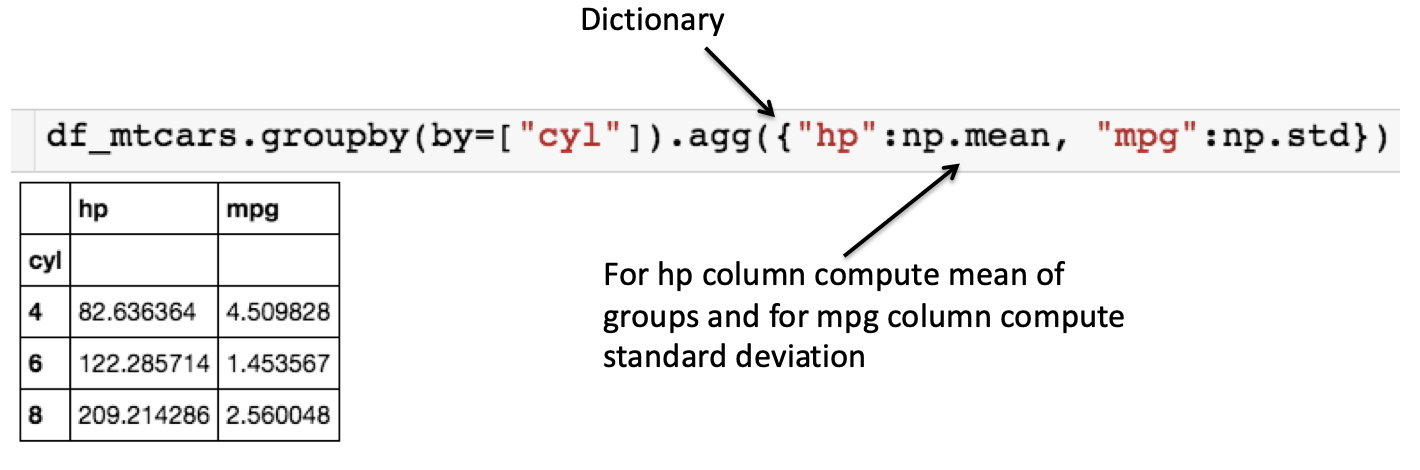 Dictionary
df_mtcars.groupby(by=["cyl"]).agg({"hp":np.mean, "mpg":np.std})
hp mpg
cyl
4 82.636364 4.509828
6 122.285714 1.453567
8 209.214286 2.560048
For hp column compute mean of
groups and for mpg column compute
standard deviation